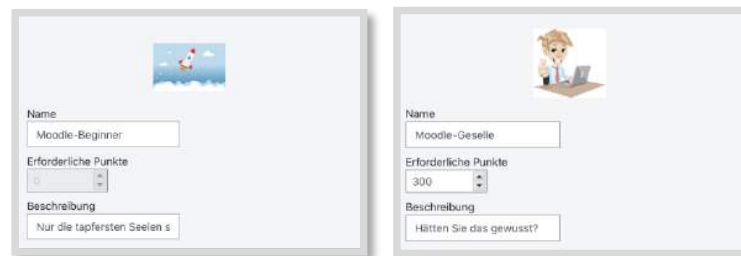 Name
Moodle-Beginner
Erforderliche Punkte
0
Beschreibung
Nur die tapfersten Seelen s
Name
Moodle-Geselle
Erforderliche Punkte
300
Beschreibung
Hätten Sie das gewusst?